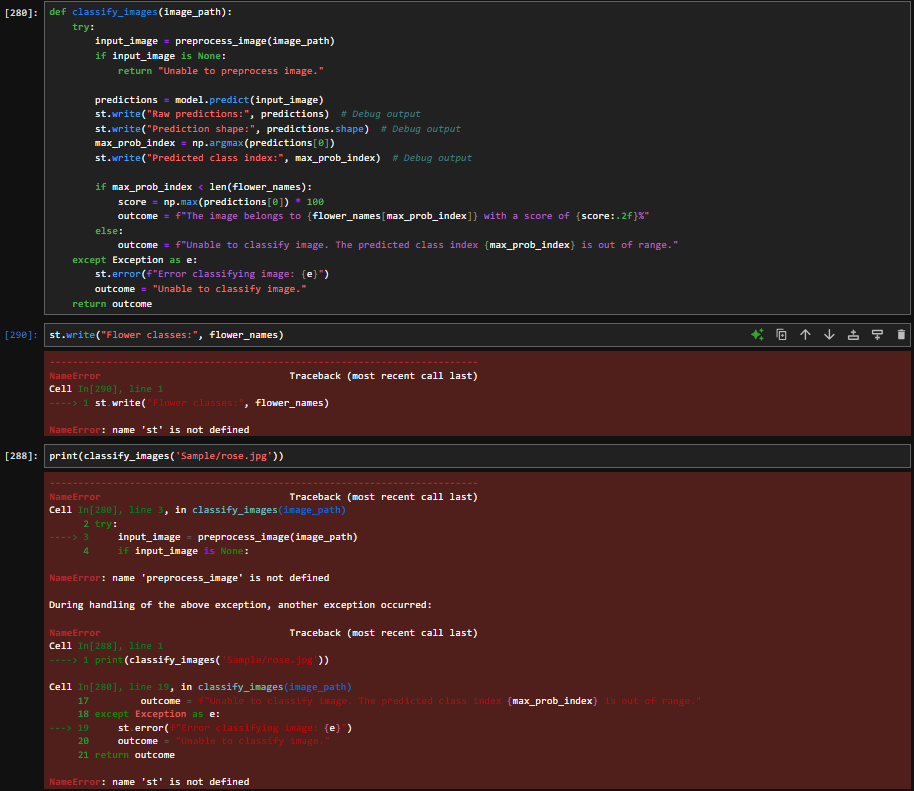 [280]: def classify_images(image_path):
try:
input_image = preprocess_image(image_path)
if input_image is None:
return "Unable to preprocess image."
predictions = model.predict(input_image)
st.write("Raw predictions:", predictions)  # Debug output
st.write("Prediction shape:", predictions.shape)  # Debug output
max_prob_index = np.argmax(predictions[0])
st.write("Predicted class index:", max_prob_index)  # Debug output
if max_prob_index < len(flower_names):
score = np.max(predictions[0]) * 100
outcome = f"The image belongs to {flower_names[max_prob_index]} with a score of {score:.2f}%"
else:
outcome = f"Unable to classify image. The predicted class index {max_prob_index} is out of range."
except Exception as e:
st.error(f"Error classifying image: {e}")
outcome = "Unable to classify image."
return outcome
[290]: st.write("Flower classes:", flower_names)
---------------------------------------------------------------------------
NameError                                 Traceback (most recent call last)
Cell In[290], line 1
----> 1 st.write("Flower classes:", flower_names)
NameError: name 'st' is not defined
[288]: print(classify_images('Sample/rose.jpg'))
---------------------------------------------------------------------------
NameError                                 Traceback (most recent call last)
Cell In[280], line 3, in classify_images(image_path)
2 try:
----> 3     input_image = preprocess_image(image_path)
4     if input_image is None:
NameError: name 'preprocess_image' is not defined
During handling of the above exception, another exception occurred:
NameError                                 Traceback (most recent call last)
Cell In[288], line 1
----> 1 print(classify_images('Sample/rose.jpg'))
Cell In[280], line 19, in classify_images(image_path)
17         outcome = f"Unable to classify image. The predicted class index {max_prob_index} is out of range."
18 except Exception as e:
---> 19     st.error(f"Error classifying image: {e}")
20     outcome = "Unable to classify image."
21 return outcome
NameError: name 'st' is not defined